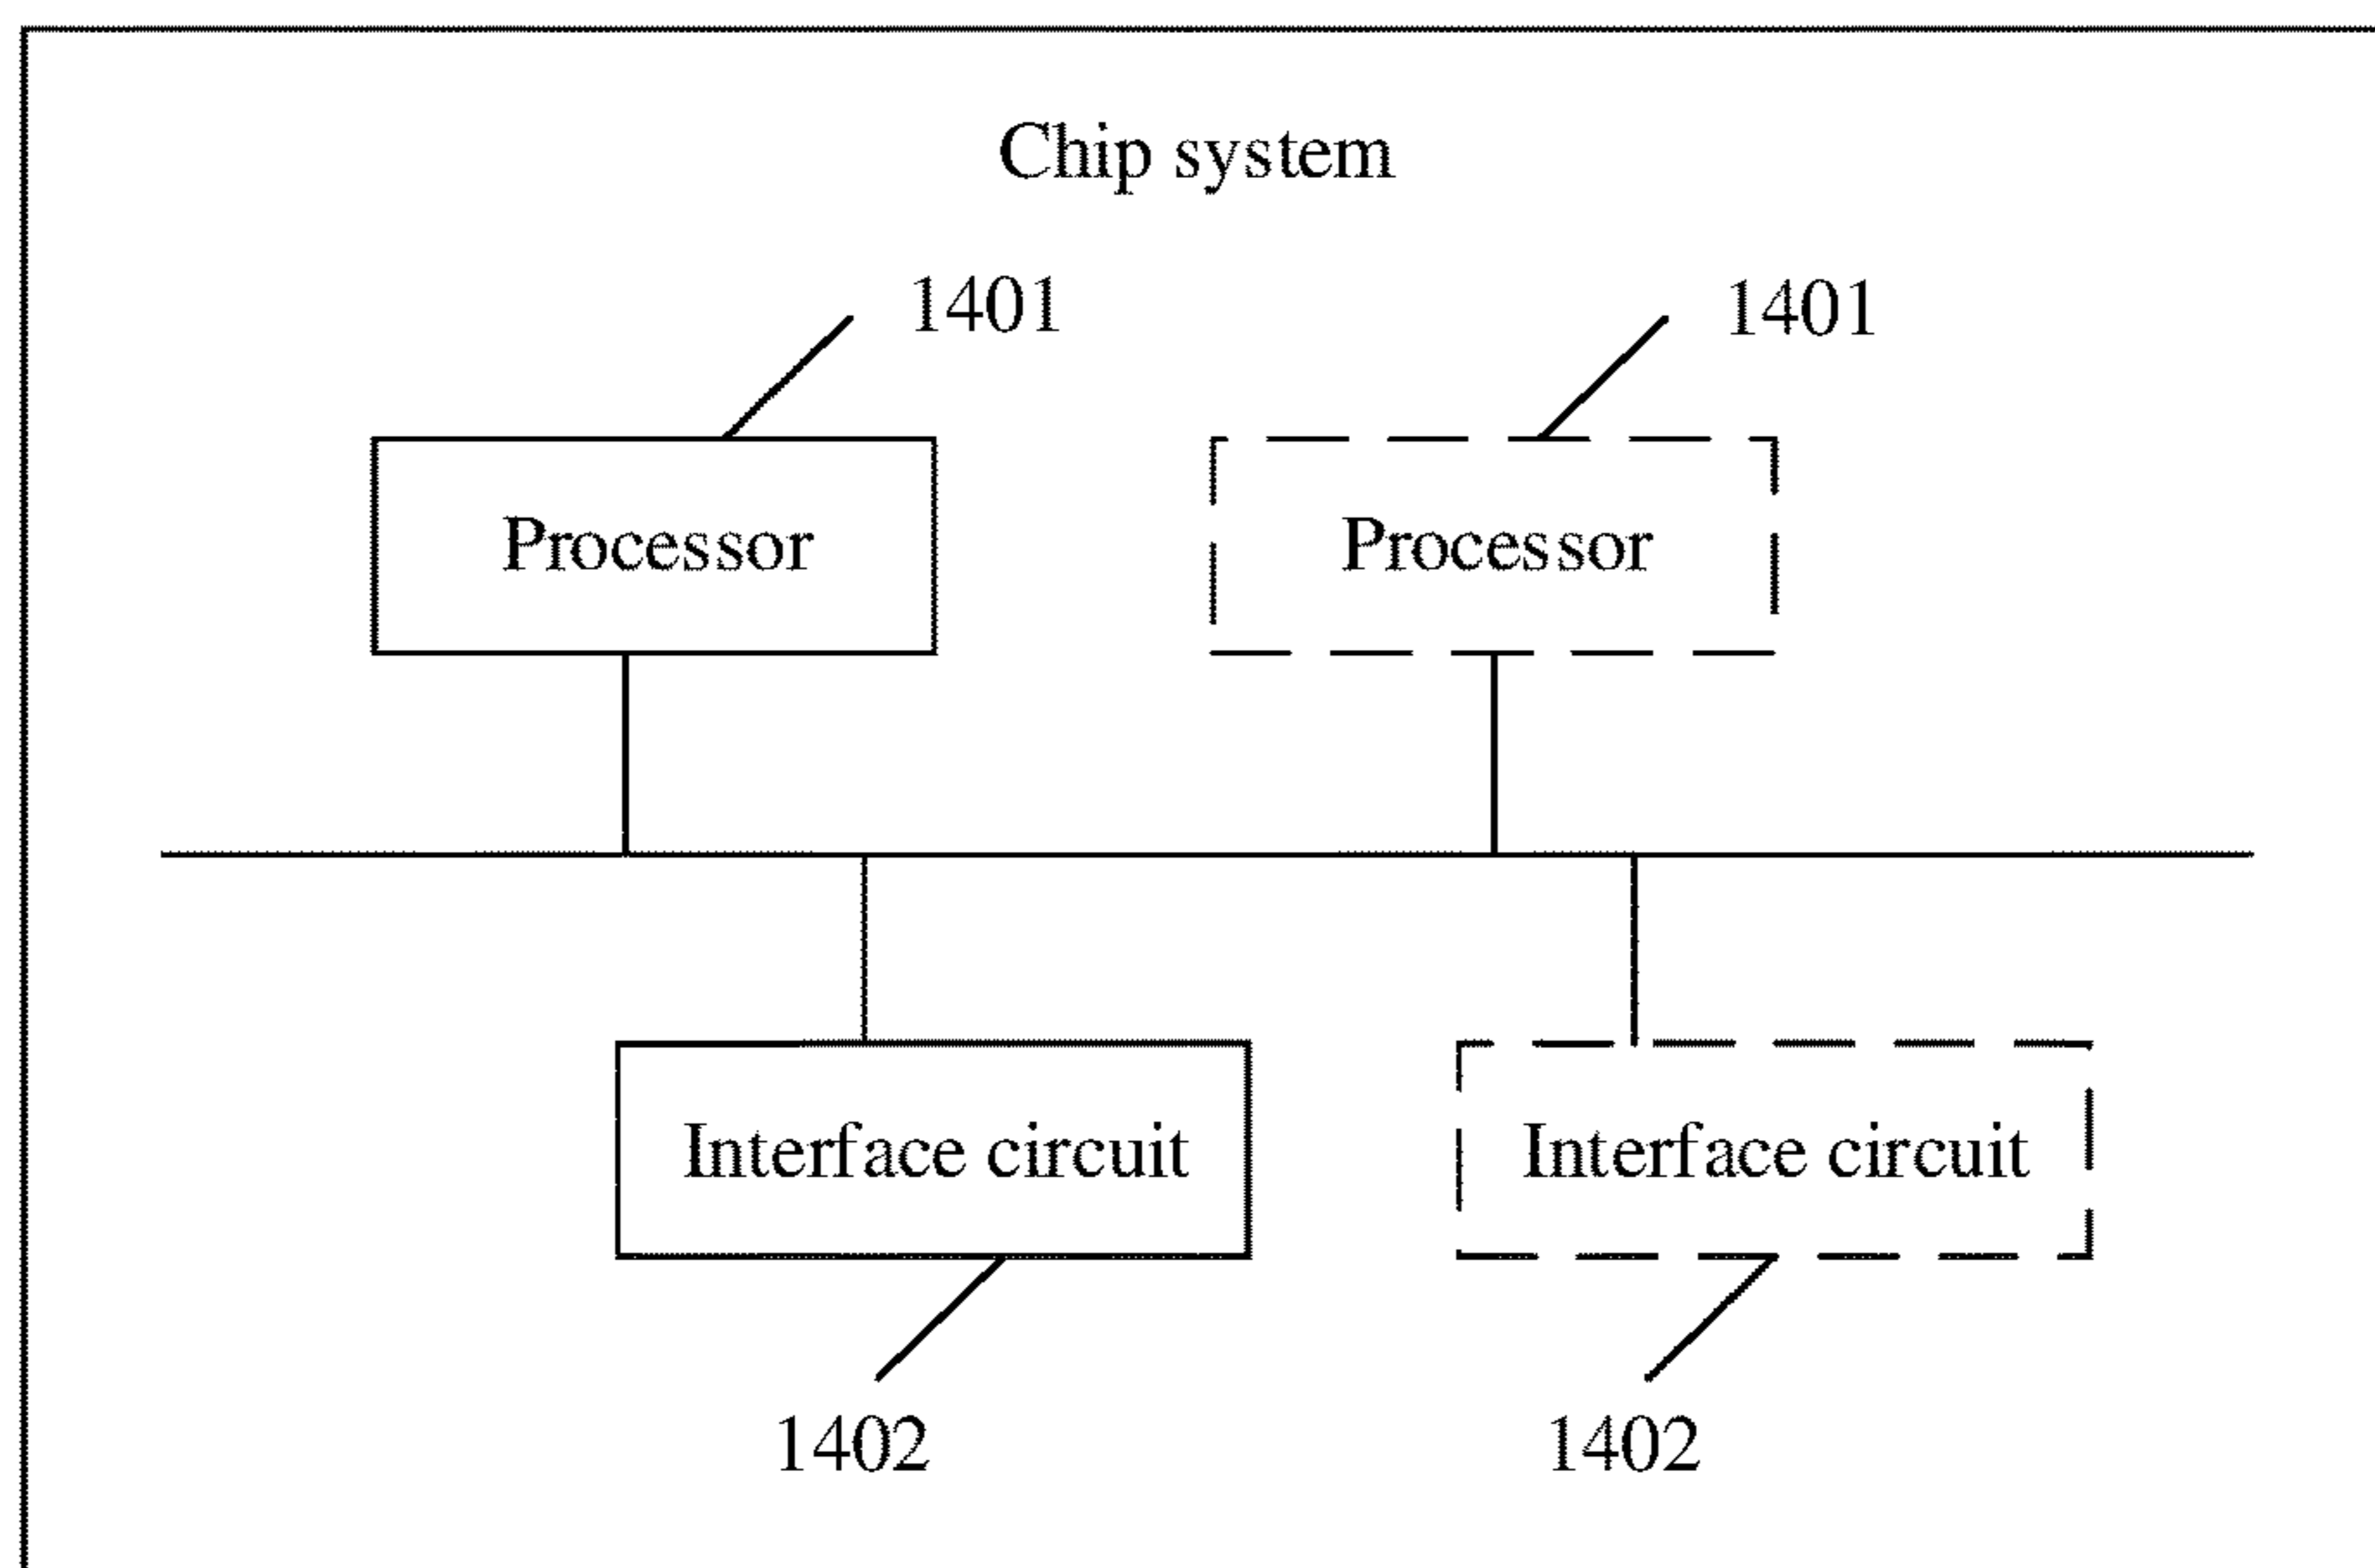 Chip system
1401 1401
Processor Processor
Interface circuit Interface circuit
1402 1402